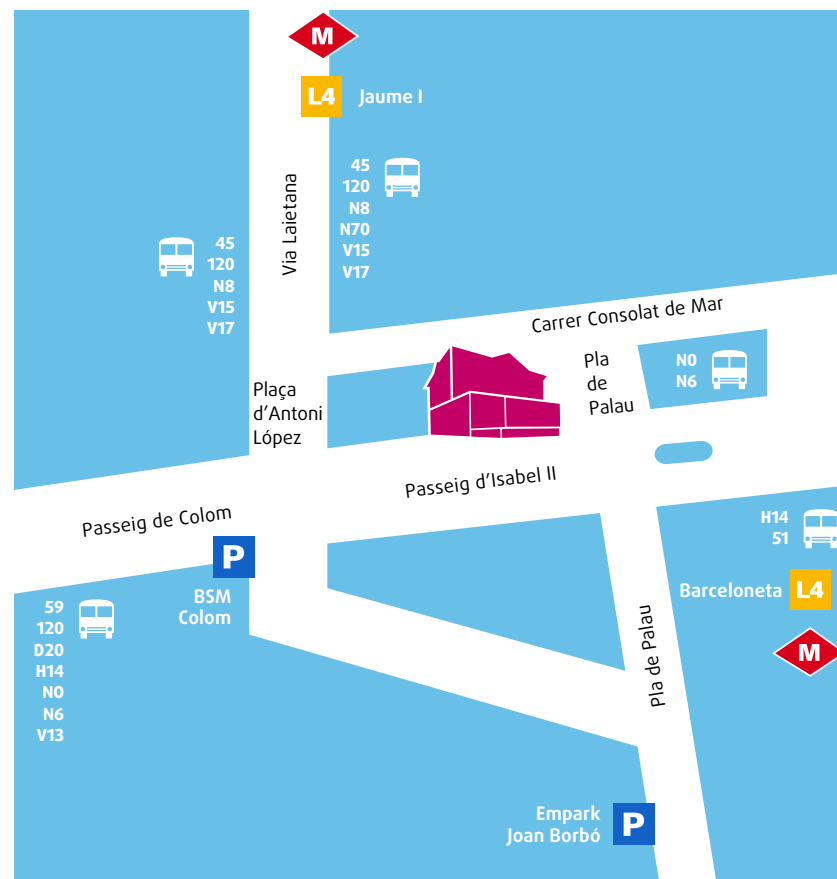 M
L4 Jaume I
45
120
N8
N70
V15
V17
Via Laietana
45
120
N8
V15
V17
Carrer Consolat de Mar
Pla
de
Palau
N0
N6
Plaça
d'Antoni
López
Passeig d'Isabel II
Passeig de Colom
P
BSM
Colom
H14
51
Barceloneta L4
M
59
120
D20
H14
N0
N6
V13
Pla de Palau
Empark
Joan Borbó
P